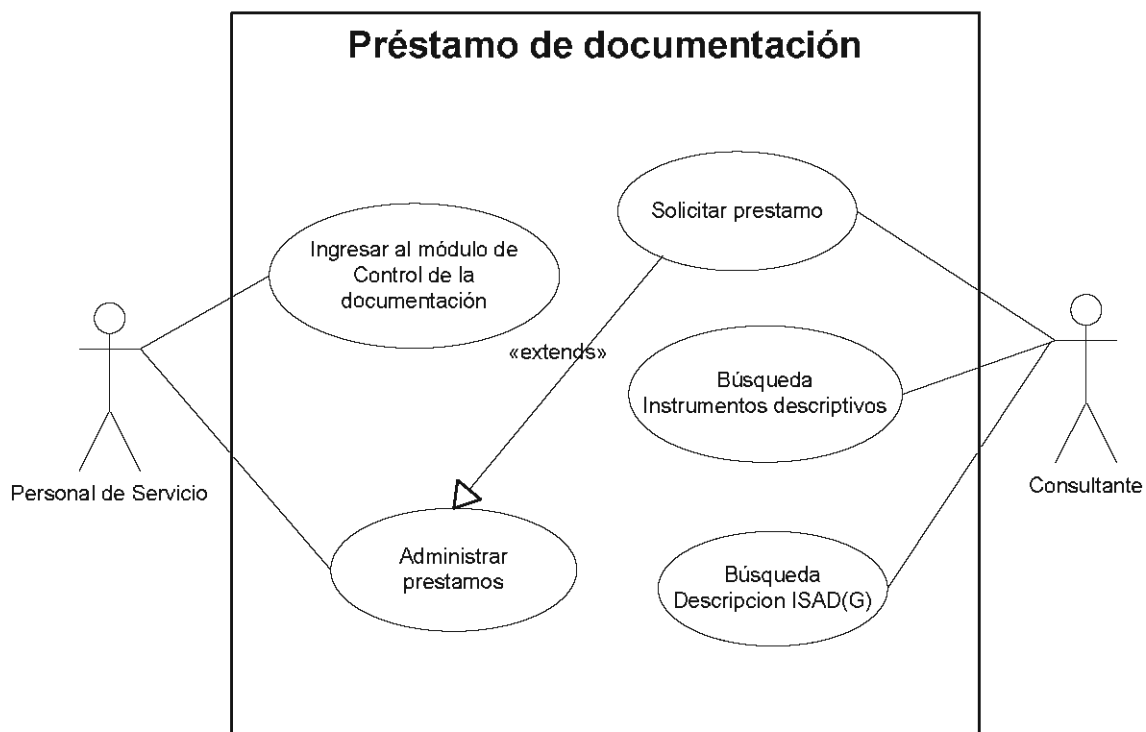 Préstamo de documentación
Solicitar prestamo
Ingresar al módulo de
Control de la
documentación
«extends»
Búsqueda
Instrumentos descriptivos
Personal de Servicio
Consultante
Administrar
prestamos
Búsqueda
Descripcion ISAD(G)